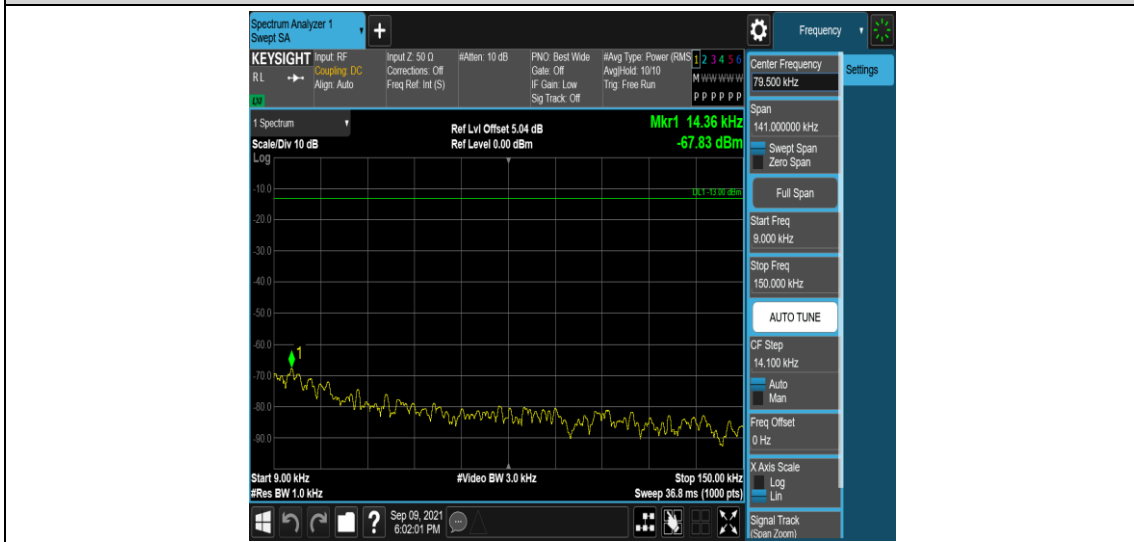 Spectrum Analyzer 1
Swept SA
+
Frequency
KEYSIGHT
RL
LXI
Input: RF
Coupling: DC
Align: Auto
Input Z: 50 Ω
Corrections: Off
Freq Ref: Int (S)
#Atten: 10 dB
PNO: Best Wide
Gate: Off
IF Gain: Low
Sig Track: Off
#Avg Type: Power (RMS
Avg|Hold: 10/10
Trig: Free Run
1 2 3 4 5 6
M W W W W W
P P P P P P
1 Spectrum
Scale/Div 10 dB
Log
Ref Lvl Offset 5.04 dB
Ref Level 0.00 dBm
Mkr1 14.36 kHz
-67.83 dBm
DL1 -13.00 dBm
-10.0
-20.0
-30.0
-40.0
-50.0
-60.0
-70.0
-80.0
-90.0
1
Start 9.00 kHz
#Res BW 1.0 kHz
#Video BW 3.0 kHz
Stop 150.00 kHz
Sweep 36.8 ms (1000 pts)
Center Frequency
79.500 kHz
Settings
Span
141.000000 kHz
Swept Span
Zero Span
Full Span
Start Freq
9.000 kHz
Stop Freq
150.000 kHz
AUTO TUNE
CF Step
14.100 kHz
Auto
Man
Freq Offset
0 Hz
X Axis Scale
Log
Lin
Signal Track
(Span Zoom)
?
Sep 09, 2021
6:02:01 PM